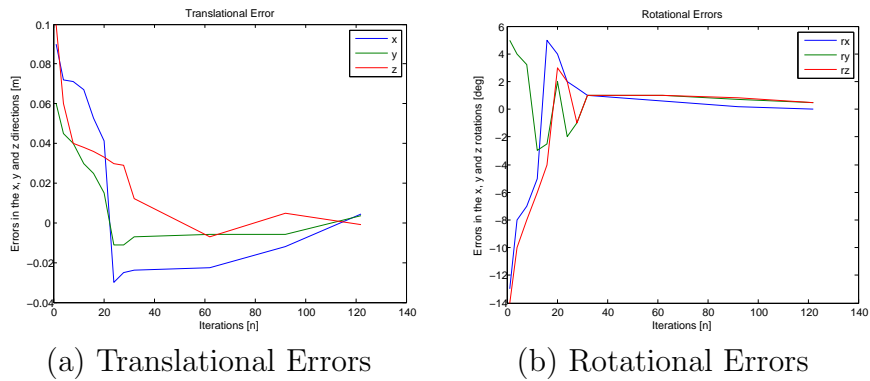 Translational Error
x
y
z
0.1
0.08
0.06
0.04
0.02
0
−0.02
−0.04
Errors in the x, y and z directions [m]
0 20 40 60 80 100 120 140
Iterations [n]
(a) Translational Errors
Rotational Errors
rx
ry
rz
6
4
2
0
−2
−4
−6
−8
−10
−12
−14
Errors in the x, y and z rotations [deg]
0 20 40 60 80 100 120 140
Iterations [n]
(b) Rotational Errors